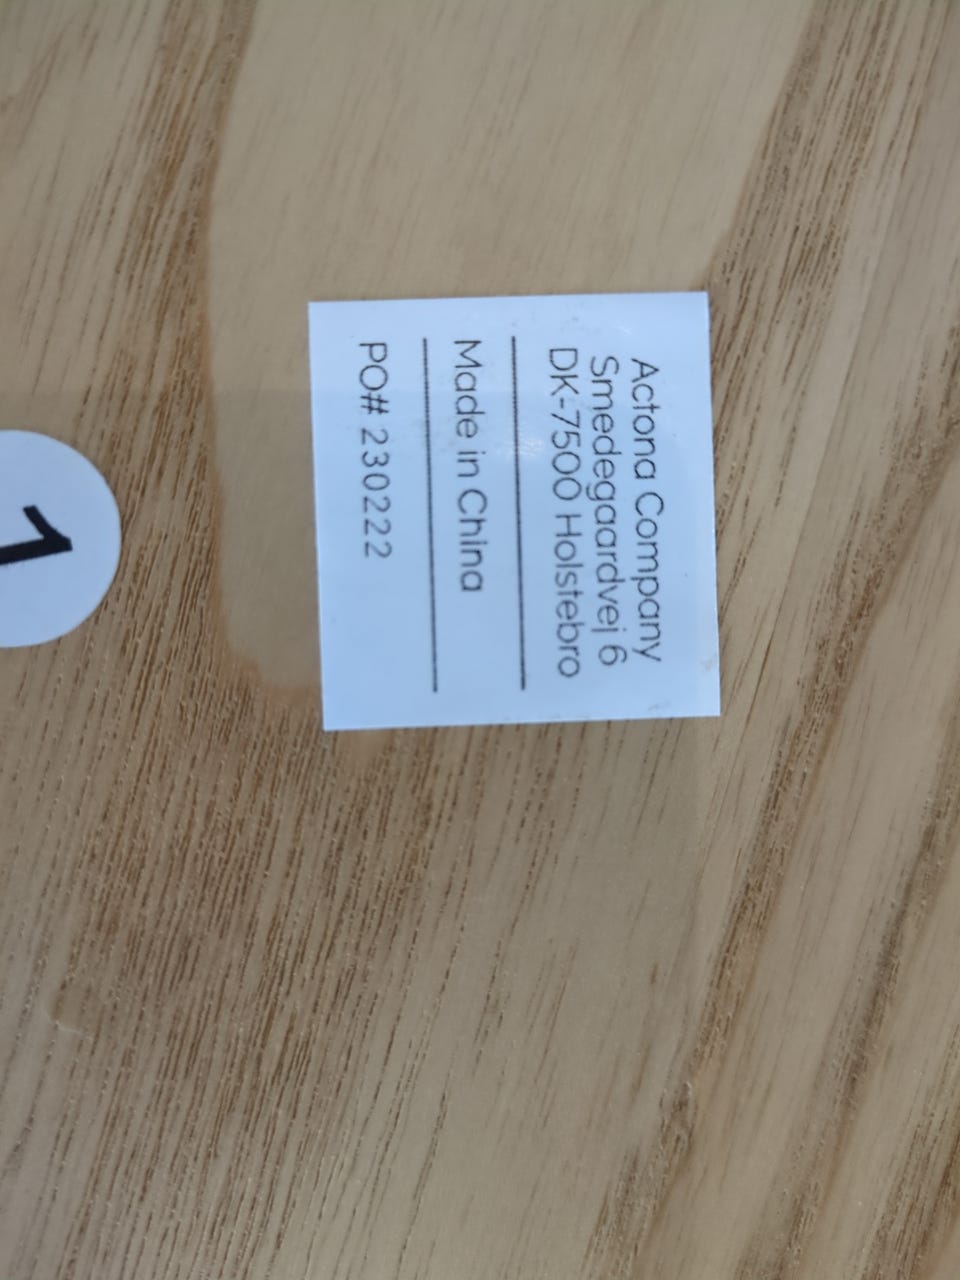 Actona Company
Smedegaardvej 6
DK-7500 Holstebro
Made in China
PO# 230222
1